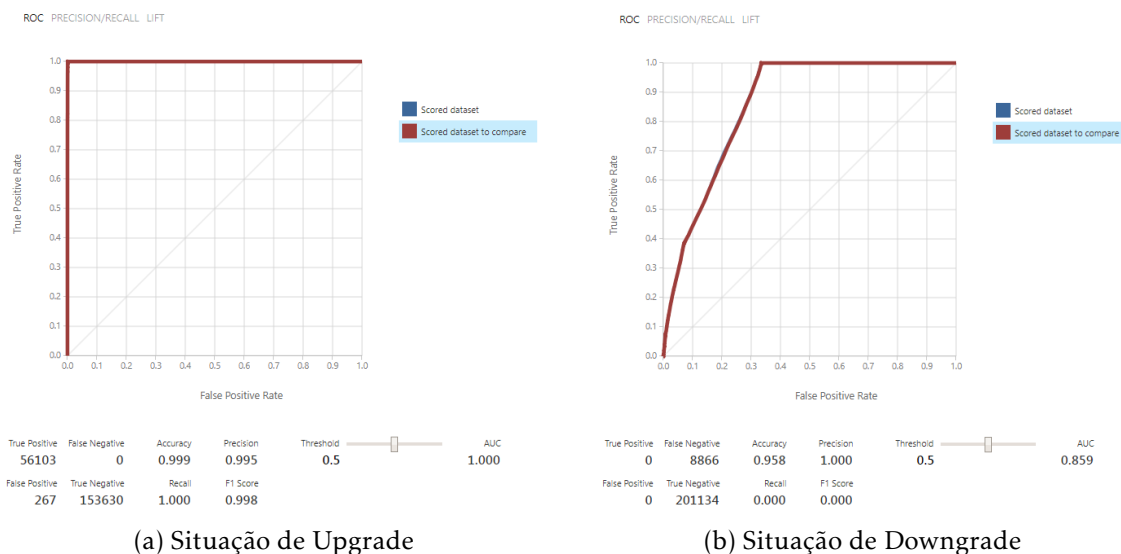 ROC PRECISION/RECALL LIFT
1.0
0.9
0.8
0.7
0.6
0.5
0.4
0.3
0.2
0.1
0.0
True Positive Rate
0.0 0.1 0.2 0.3 0.4 0.5 0.6 0.7 0.8 0.9 1.0
False Positive Rate
Scored dataset
Scored dataset to compare
True Positive False Negative Accuracy Precision Threshold AUC
56103 0 0.999 0.995 0.5 1.000
False Positive True Negative Recall F1 Score
267 153630 1.000 0.998
(a) Situação de Upgrade
ROC PRECISION/RECALL LIFT
1.0
0.9
0.8
0.7
0.6
0.5
0.4
0.3
0.2
0.1
0.0
True Positive Rate
0.0 0.1 0.2 0.3 0.4 0.5 0.6 0.7 0.8 0.9 1.0
False Positive Rate
Scored dataset
Scored dataset to compare
True Positive False Negative Accuracy Precision Threshold AUC
0 8866 0.958 1.000 0.5 0.859
False Positive True Negative Recall F1 Score
0 201134 0.000 0.000
(b) Situação de Downgrade